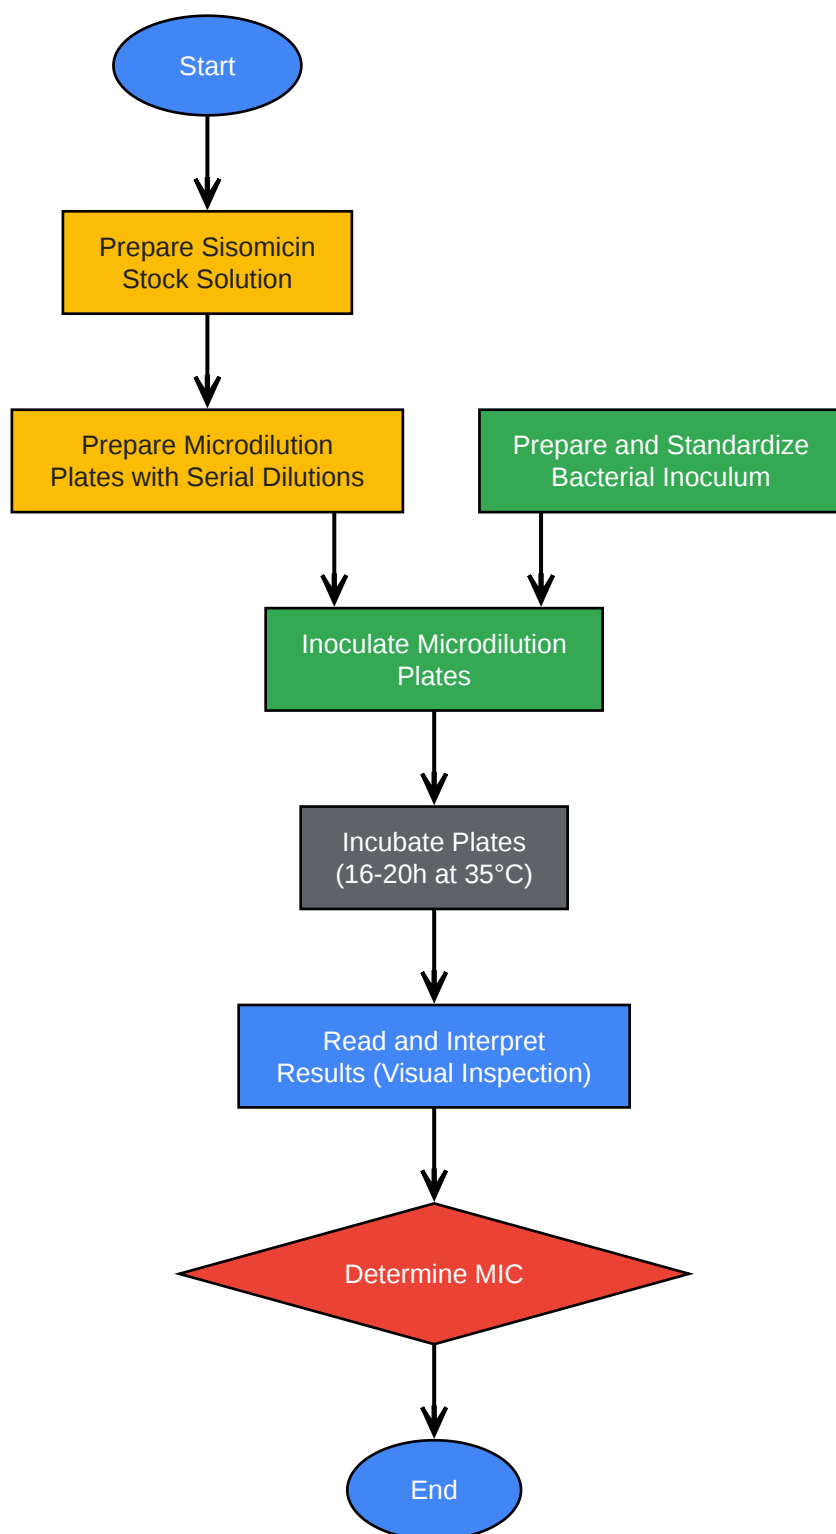 Start
Prepare Sisomicin
Stock Solution
Prepare Microdilution
Plates with Serial Dilutions
Prepare and Standardize
Bacterial Inoculum
Inoculate Microdilution
Plates
Incubate Plates
(16-20h at 35°C)
Read and Interpret
Results (Visual Inspection)
Determine MIC
End